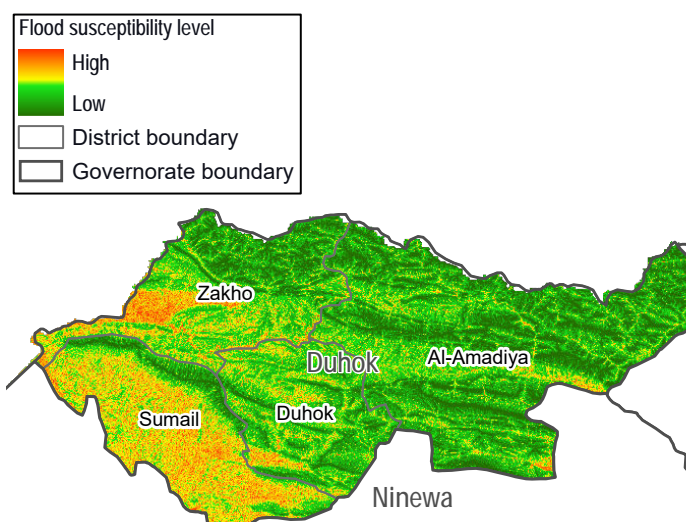 Flood susceptibility level
High
Low
District boundary
Governorate boundary
Zakho
Duhok
Al-Amadiya
Sumail
Duhok
Ninewa